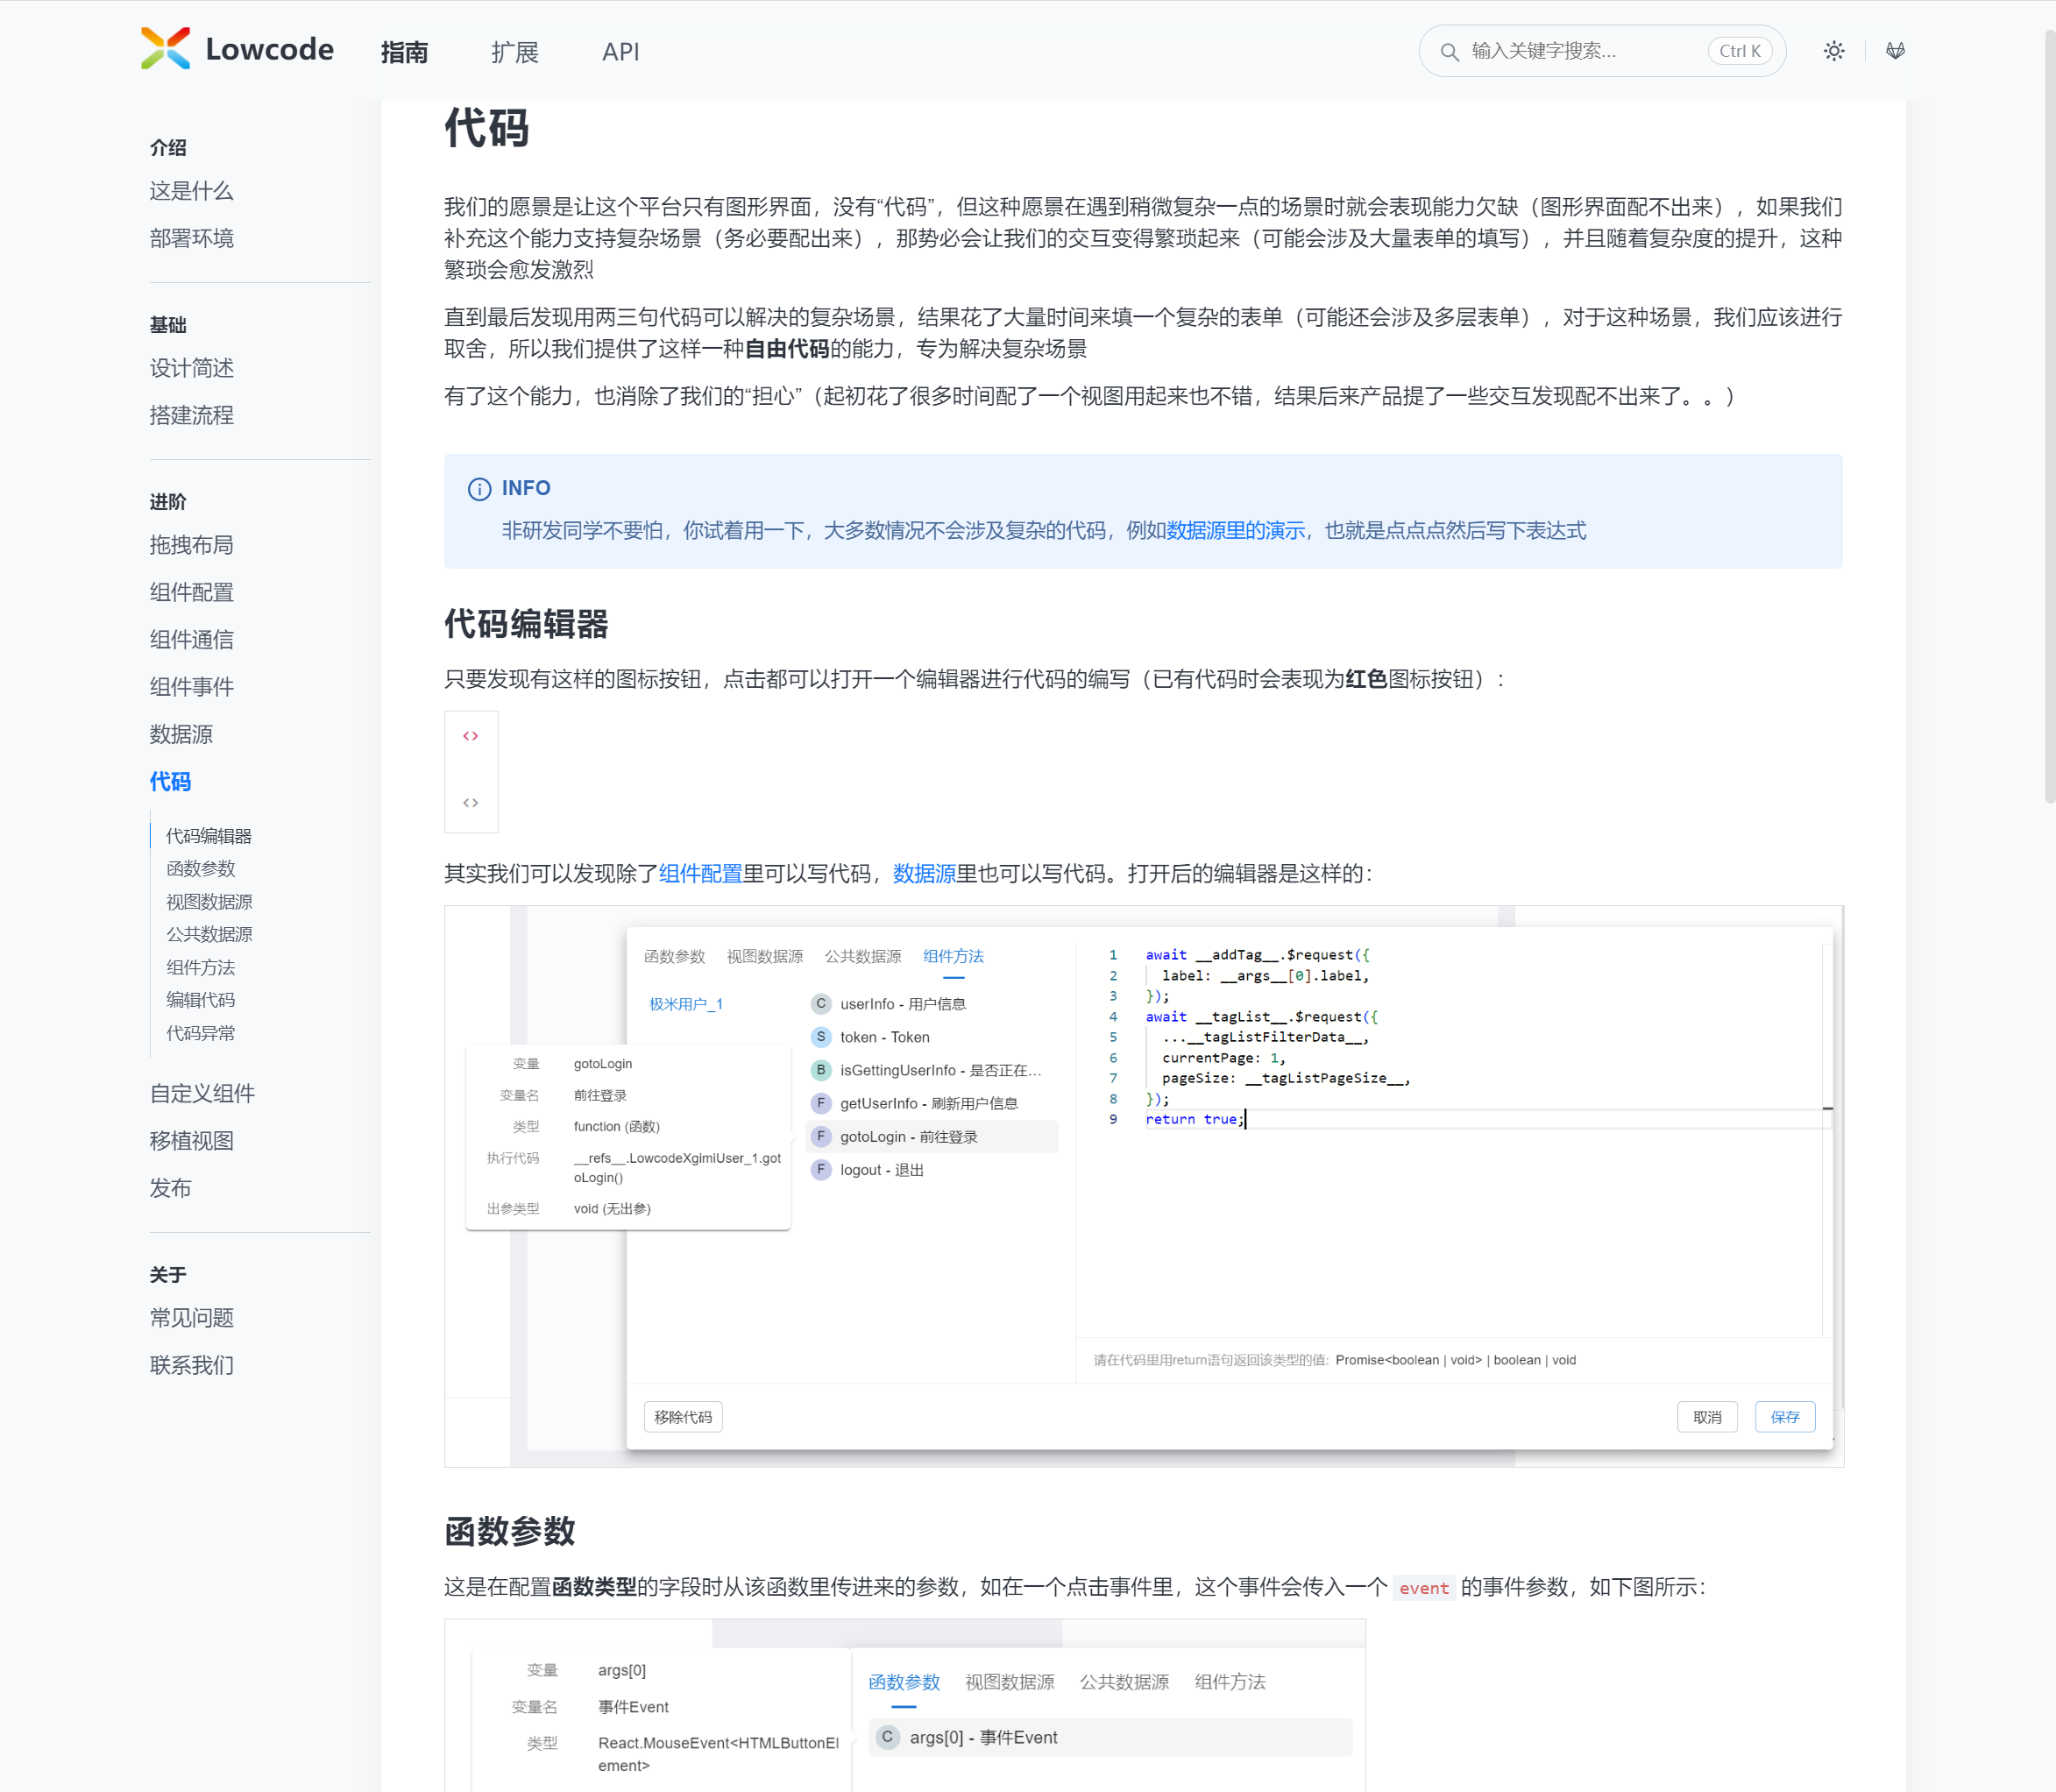 Lowcode
指南
扩展
API
输入关键字搜索...
Ctrl K
介绍
这是什么
部署环境
基础
设计简述
搭建流程
进阶
拖拽布局
组件配置
组件通信
组件事件
数据源
代码
代码编辑器
函数参数
视图数据源
公共数据源
组件方法
编辑代码
代码异常
自定义组件
移植视图
发布
关于
常见问题
联系我们
代码
我们的愿景是让这个平台只有图形界面，没有“代码”，但这种愿景在遇到稍微复杂一点的场景时就会表现能力欠缺（图形界面配不出来），如果我们
补充这个能力支持复杂场景（务必要配出来），那势必会让我们的交互变得繁琐起来（可能会涉及大量表单的填写），并且随着复杂度的提升，这种
繁琐会愈发激烈
直到最后发现用两三句代码可以解决的复杂场景，结果花了大量时间来填一个复杂的表单（可能还会涉及多层表单），对于这种场景，我们应该进行
取舍，所以我们提供了这样一种自由代码的能力，专为解决复杂场景
有了这个能力，也消除了我们的“担心”（起初花了很多时间配了一个视图用起来也不错，结果后来产品提了一些交互发现配不出来了。。）
INFO
非研发同学不要怕，你试着用一下，大多数情况不会涉及复杂的代码，例如数据源里的演示，也就是点点点然后写下表达式
代码编辑器
只要发现有这样的图标按钮，点击都可以打开一个编辑器进行代码的编写（已有代码时会表现为红色图标按钮）：
<>
<>
其实我们可以发现除了组件配置里可以写代码，数据源里也可以写代码。打开后的编辑器是这样的：
函数参数 视图数据源 公共数据源 组件方法
极米用户_1
C userInfo - 用户信息
S token - Token
B isGettingUserInfo - 是否正在...
F getUserInfo - 刷新用户信息
F gotoLogin - 前往登录
F logout - 退出
变量 gotoLogin
变量名 前往登录
类型 function (函数)
执行代码 __refs__.LowcodeXgimiUser_1.got
oLogin()
出参类型 void (无出参)
1 await __addTag__.$request({
2 label: __args__[0].label,
3 });
4 await __tagList__.$request({
5 ...__tagListFilterData__,
6 currentPage: 1,
7 pageSize: __tagListPageSize__,
8 });
9 return true;
请在代码里用return语句返回该类型的值: Promise<boolean | void> | boolean | void
移除代码
取消
保存
函数参数
这是在配置函数类型的字段时从该函数里传进来的参数，如在一个点击事件里，这个事件会传入一个 event 的事件参数，如下图所示：
变量 args[0]
变量名 事件Event
类型 React.MouseEvent<HTMLButtonEl
ement>
函数参数 视图数据源 公共数据源 组件方法
C args[0] - 事件Event